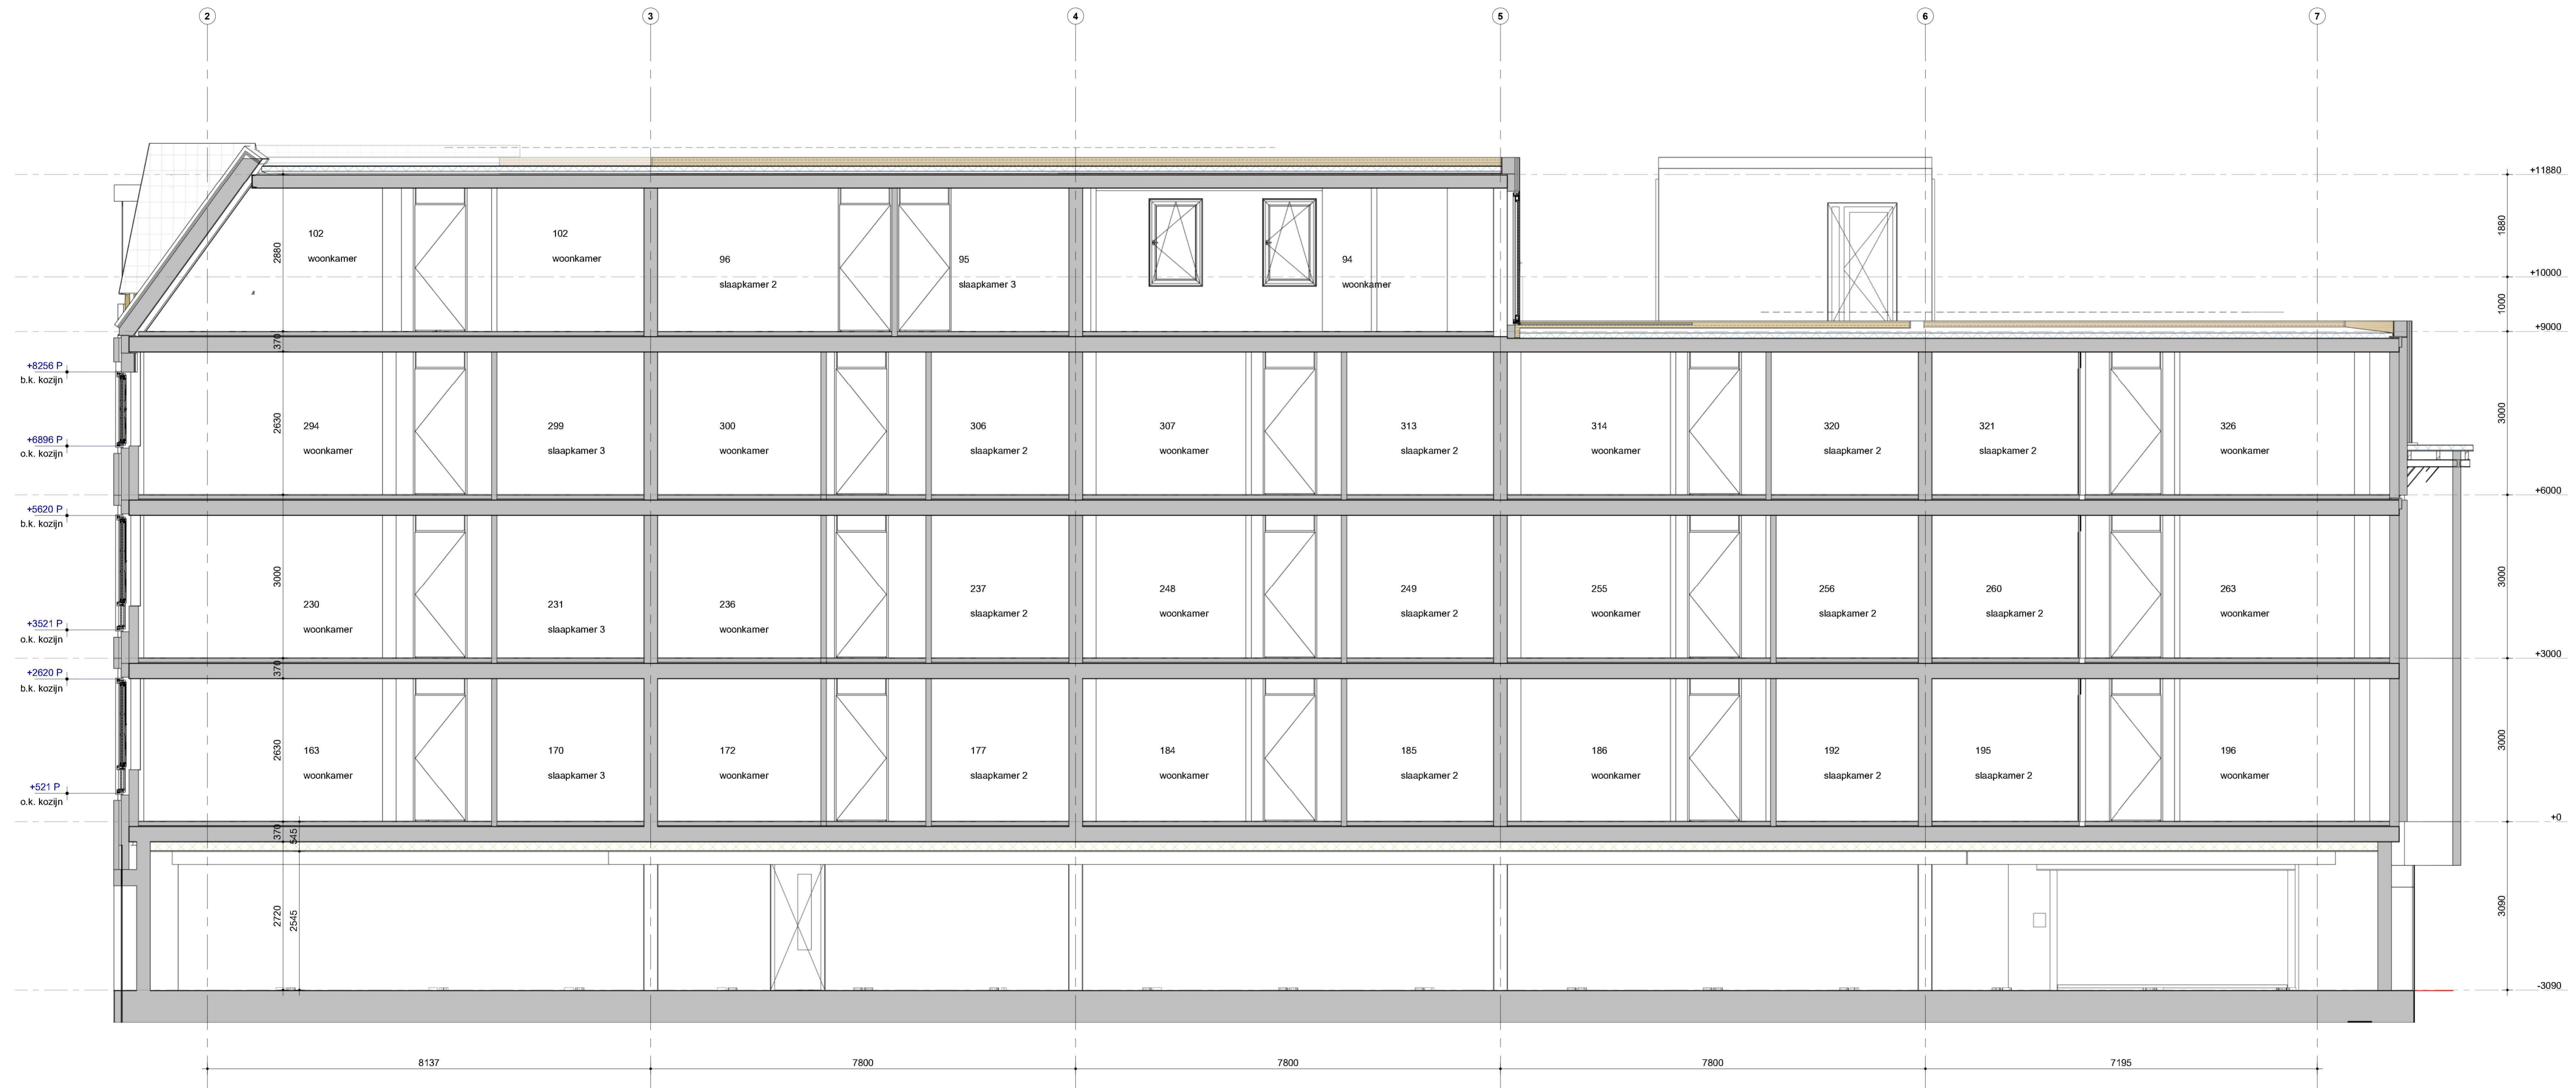 2 3 4 5 6 7
+11880
102
woonkamer
102
woonkamer
96
slaapkamer 2
95
slaapkamer 3
94
woonkamer
2880
1880
+10000
1000
+9000
370
+8256 P
b.k. kozijn
+6896 P
o.k. kozijn
2630
294
woonkamer
299
slaapkamer 3
300
woonkamer
306
slaapkamer 2
307
woonkamer
313
slaapkamer 2
314
woonkamer
320
slaapkamer 2
321
slaapkamer 2
326
woonkamer
3000
+6000
+5620 P
b.k. kozijn
+3521 P
o.k. kozijn
3000
230
woonkamer
231
slaapkamer 3
236
woonkamer
237
slaapkamer 2
248
woonkamer
249
slaapkamer 2
255
woonkamer
256
slaapkamer 2
260
slaapkamer 2
263
woonkamer
3000
+3000
370
+2620 P
b.k. kozijn
+521 P
o.k. kozijn
2630
163
woonkamer
170
slaapkamer 3
172
woonkamer
177
slaapkamer 2
184
woonkamer
185
slaapkamer 2
186
woonkamer
192
slaapkamer 2
195
slaapkamer 2
196
woonkamer
3000
+0
370
545
2720
2545
3090
-3090
8137 7800 7800 7800 7195